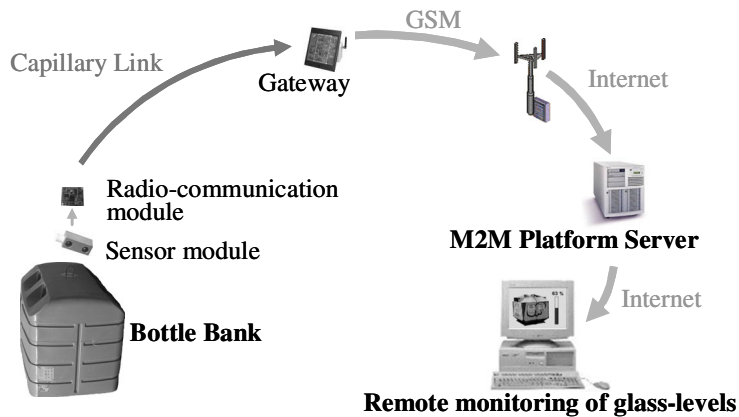 GSM
Capillary Link
Gateway
Internet
Radio-communication
module
Sensor module
M2M Platform Server
Internet
Bottle Bank
63 %
Remote monitoring of glass-levels